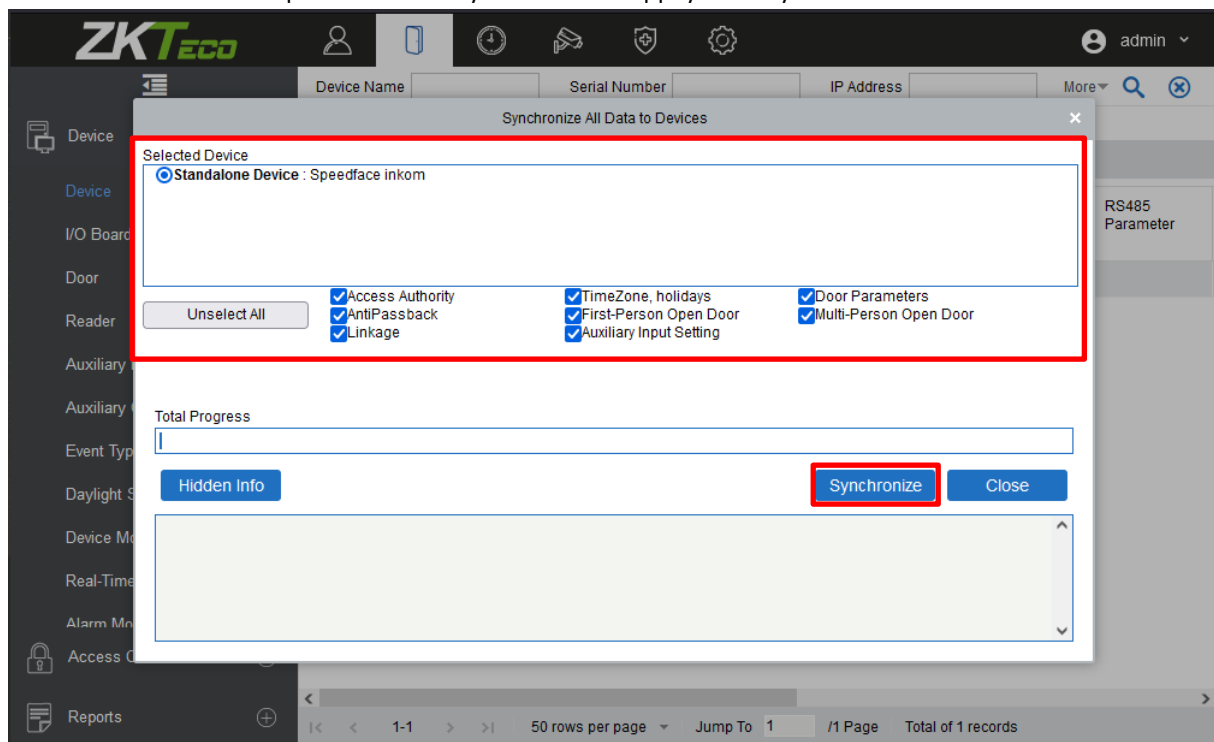 ZKTeco
admin
Device Name Serial Number IP Address More
Synchronize All Data to Devices
Device
Selected Device
Standalone Device : Speedface inkom
Device
RS485
Parameter
I/O Board
Door
Access Authority TimeZone, holidays Door Parameters
Unselect All AntiPassback First-Person Open Door Multi-Person Open Door
Reader
Linkage Auxiliary Input Setting
Auxiliary
Auxiliary
Total Progress
Event Typ
Hidden Info Synchronize Close
Daylight S
Device Mo
Real-Time
Alarm Mo
Access C
Reports
1-1 50 rows per page Jump To 1 /1 Page Total of 1 records